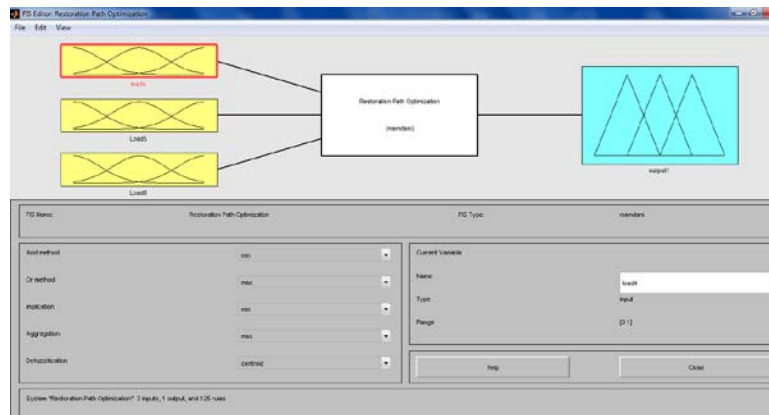 FIS Editor: Restoration Path Optimization
File Edit View
load4
Load5
Load8
Restoration Path Optimization
(mamdani)
output1
FIS Name: Restoration Path Optimization FIS Type: mamdani
And method min
Or method max
Implication min
Aggregation max
Defuzzification centroid
Current Variable
Name load4
Type input
Range [0 1]
Help Close
System "Restoration Path Optimization": 3 inputs, 1 output, and 125 rules